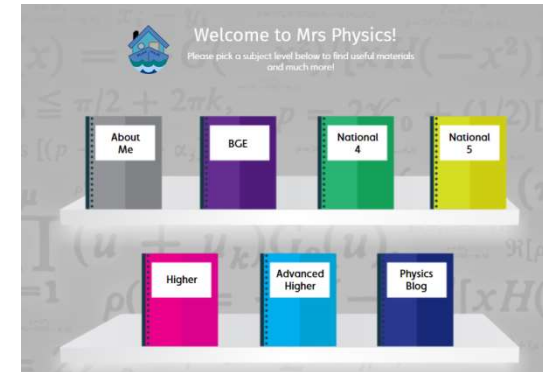 Welcome to Mrs Physics!
Please pick a subject level below to find useful materials
and much more!
About
Me
BGE
National
4
National
5
Higher
Advanced
Higher
Physics
Blog